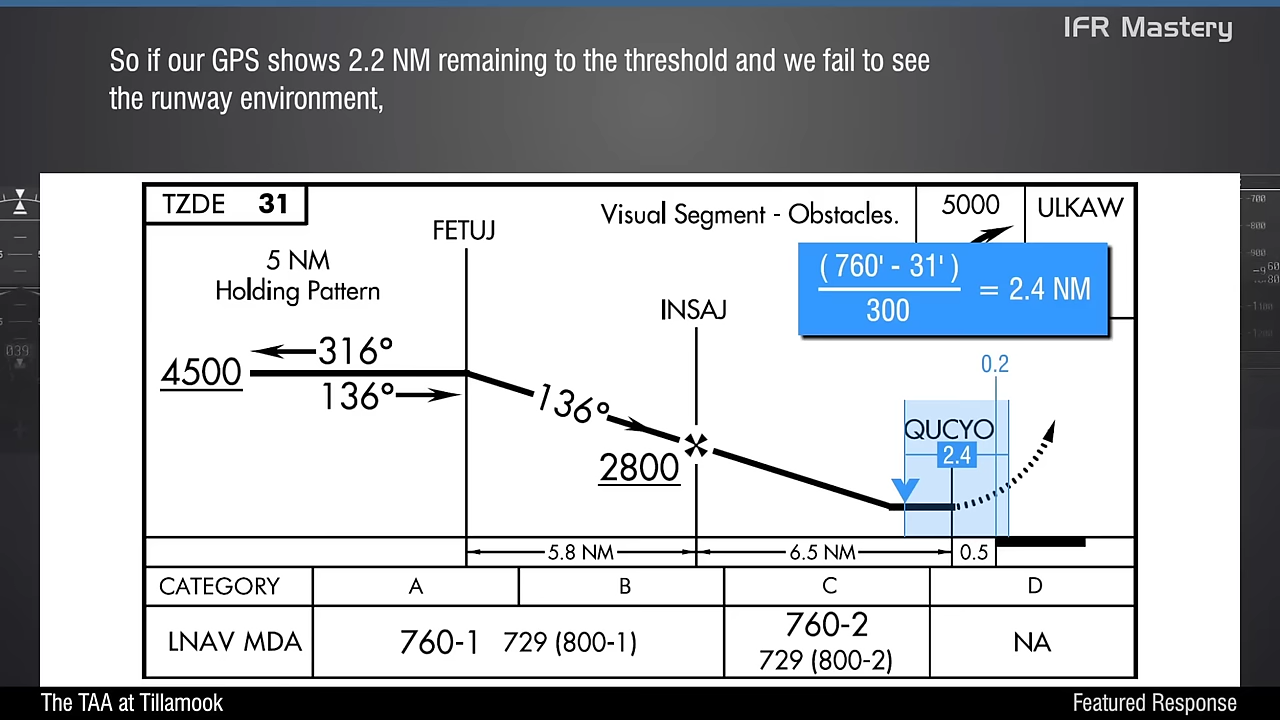 IFR Mastery
So if our GPS shows 2.2 NM remaining to the threshold and we fail to see
the runway environment,
TZDE 31
Visual Segment - Obstacles.
5000
ULKAW
FETUJ
5 NM
Holding Pattern
( 760' - 31' )
300
= 2.4 NM
INSAJ
316°
4500
136°
136°
0.2
QUCYO
2.4
2800
5.8 NM
6.5 NM
0.5
CATEGORY A B C D
LNAV MDA
760-1 729 (800-1)
760-2
729 (800-2)
NA
The TAA at Tillamook
Featured Response